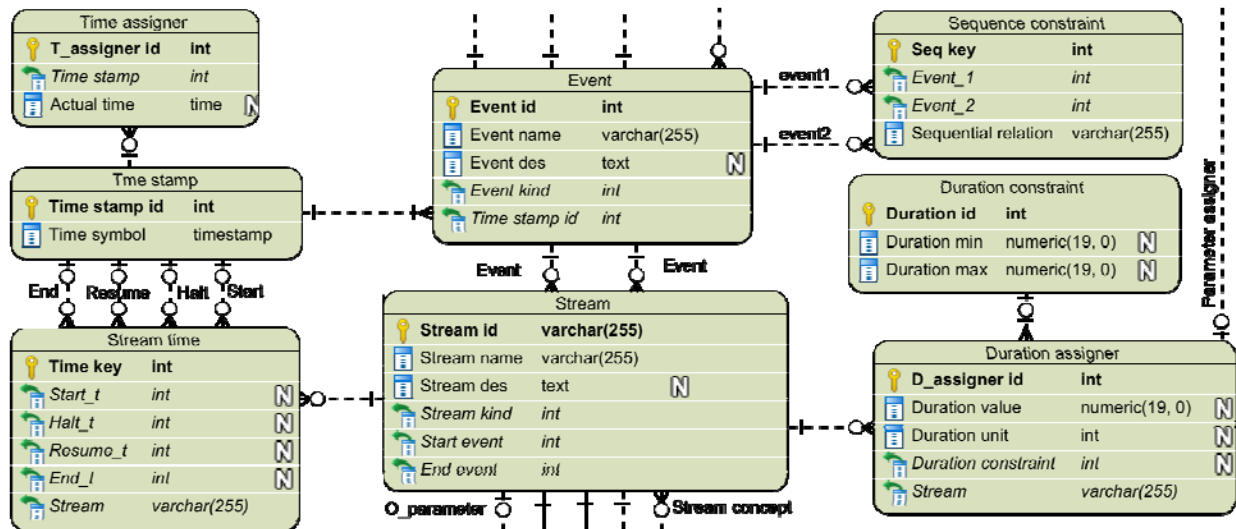 Time assigner
T_assigner id int
Time stamp int
Actual time time N
Tme stamp
Time stamp id int
Time symbol timestamp
End Resume Halt Start
Stream time
Time key int
Start_t int N
Halt_t int N
Resumo_t int N
End_l int N
Stream varchar(255)
Event
Event id int
Event name varchar(255)
Event des text N
Event kind int
Time stamp id int
Event Event
Stream
Stream id varchar(255)
Stream name varchar(255)
Stream des text N
Stream kind int
Start event int
End event int
O_parameter Stream concept
event1
event2
Sequence constraint
Seq key int
Event_1 int
Event_2 int
Sequential relation varchar(255)
Duration constraint
Duration id int
Duration min numeric(19, 0) N
Duration max numeric(19, 0) N
Parameter assigner
Duration assigner
D_assigner id int
Duration value numeric(19, 0) N
Duration unit int N
Duration constraint int N
Stream varchar(255)